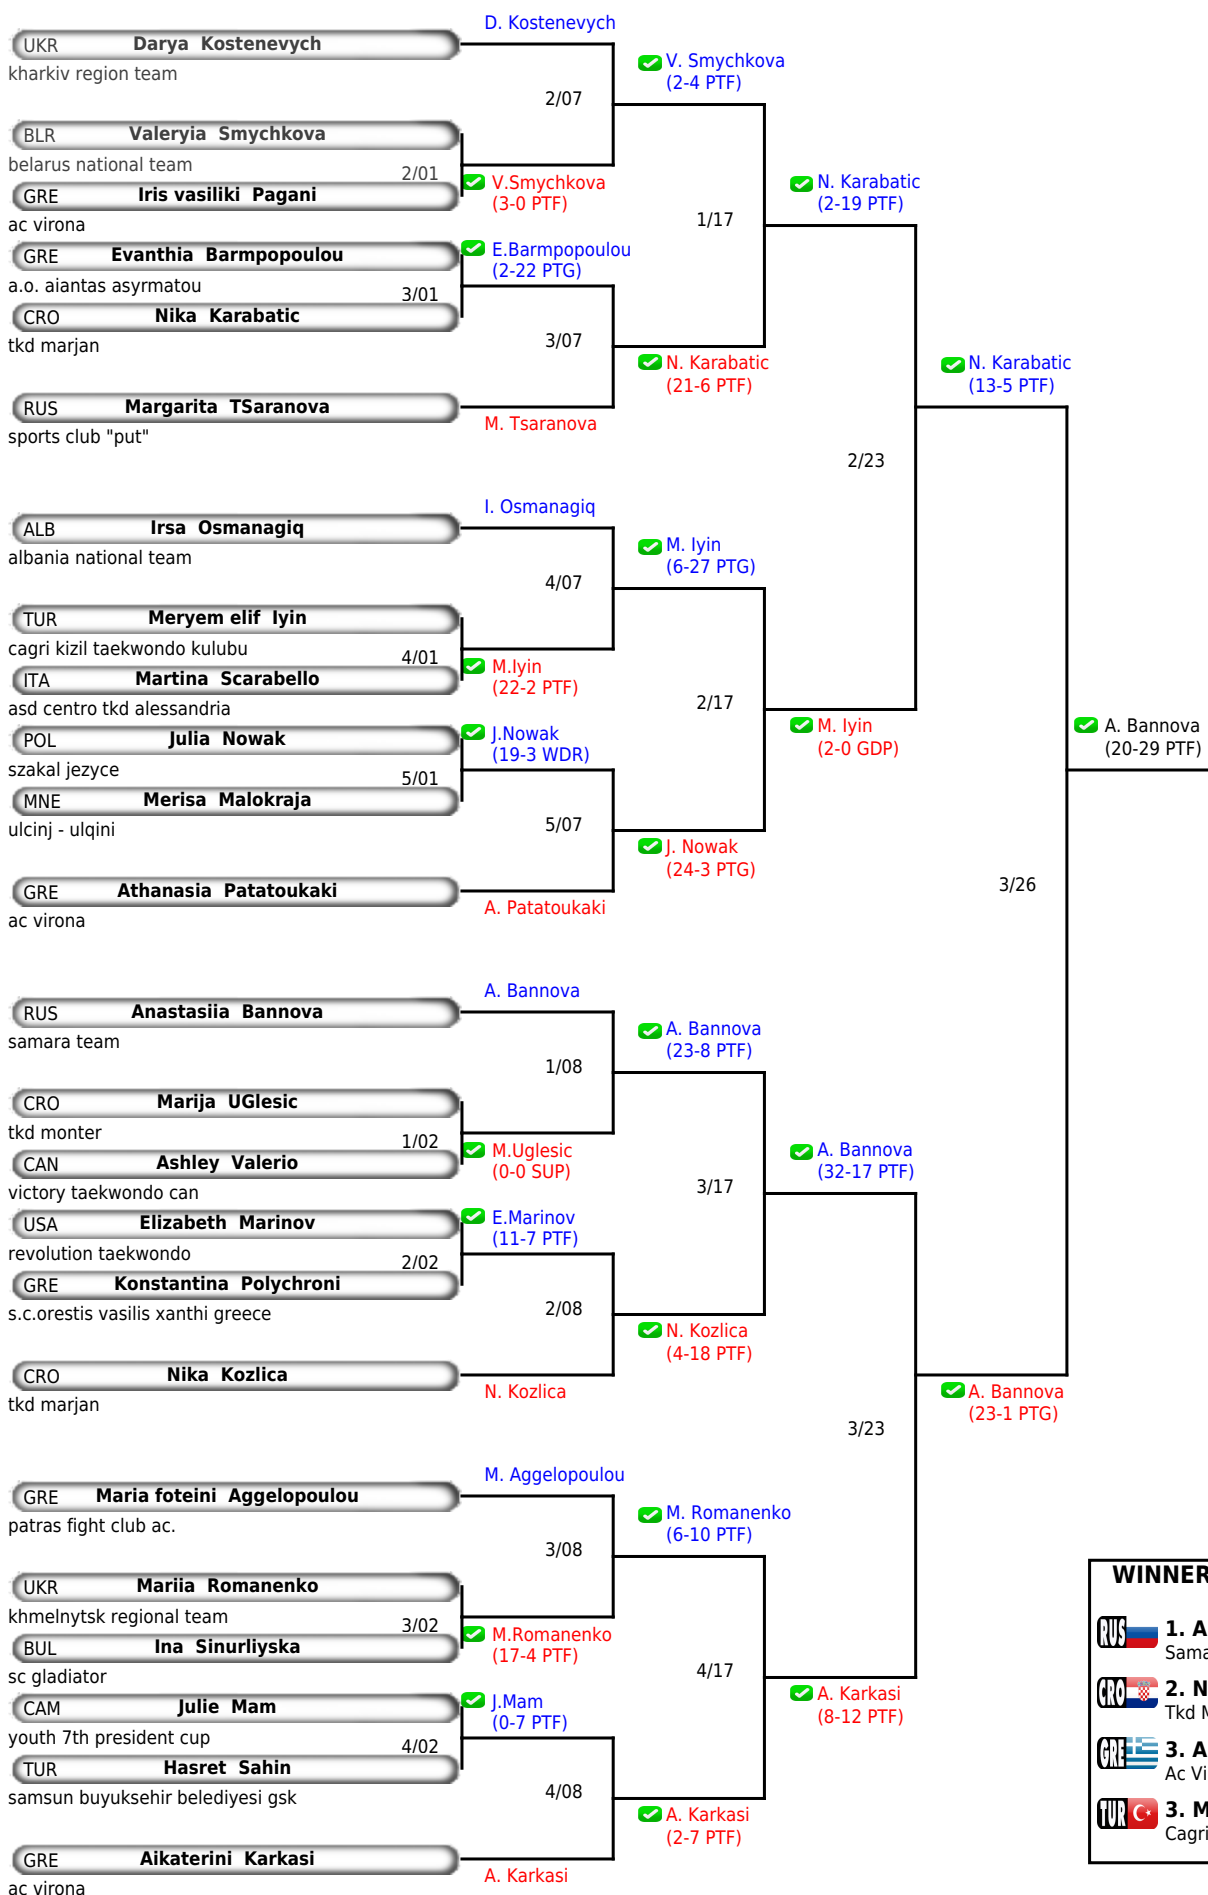 D. Kostenevych
UKR Darya Kostenevych
kharkiv region team
V. Smychkova
(2-4 PTF)
2/07
BLR Valeryia Smychkova
belarus national team
2/01
V.Smychkova
(3-0 PTF)
GRE Iris vasiliki Pagani
ac virona
N. Karabatic
(2-19 PTF)
1/17
GRE Evanthia Barmpopoulou
a.o. aiantas asyrmatou
E.Barmpopoulou
(2-22 PTG)
3/01
CRO Nika Karabatic
tkd marjan
3/07
N. Karabatic
(21-6 PTF)
N. Karabatic
(13-5 PTF)
RUS Margarita TSaranova
sports club "put"
M. Tsaranova
2/23
I. Osmanagiq
ALB Irsa Osmanagiq
albania national team
M. Iyin
(6-27 PTG)
4/07
TUR Meryem elif Iyin
cagri kizil taekwondo kulubu
4/01
M.Iyin
(22-2 PTF)
ITA Martina Scarabello
asd centro tkd alessandria
2/17
M. Iyin
(2-0 GDP)
A. Bannova
(20-29 PTF)
POL Julia Nowak
szakal jezyce
J.Nowak
(19-3 WDR)
5/01
MNE Merisa Malokraja
ulcinj - ulqini
5/07
J. Nowak
(24-3 PTG)
GRE Athanasia Patatoukaki
ac virona
A. Patatoukaki
3/26
A. Bannova
RUS Anastasiia Bannova
samara team
A. Bannova
(23-8 PTF)
1/08
CRO Marija UGlesic
tkd monter
1/02
M.Uglesic
(0-0 SUP)
CAN Ashley Valerio
victory taekwondo can
A. Bannova
(32-17 PTF)
3/17
USA Elizabeth Marinov
revolution taekwondo
E.Marinov
(11-7 PTF)
2/02
GRE Konstantina Polychroni
s.c.orestis vasilis xanthi greece
2/08
N. Kozlica
(4-18 PTF)
CRO Nika Kozlica
tkd marjan
N. Kozlica
A. Bannova
(23-1 PTG)
3/23
M. Aggelopoulou
GRE Maria foteini Aggelopoulou
patras fight club ac.
M. Romanenko
(6-10 PTF)
3/08
UKR Mariia Romanenko
khmelnytsk regional team
3/02
M.Romanenko
(17-4 PTF)
BUL Ina Sinurliyska
sc gladiator
4/17
A. Karkasi
(8-12 PTF)
CAM Julie Mam
youth 7th president cup
J.Mam
(0-7 PTF)
4/02
TUR Hasret Sahin
samsun buyuksehir belediyesi gsk
4/08
A. Karkasi
(2-7 PTF)
GRE Aikaterini Karkasi
ac virona
A. Karkasi
WINNER
RUS 1. A
Sama
CRO 2. N
Tkd M
GRE 3. A
Ac Vi
TUR 3. M
Cagri